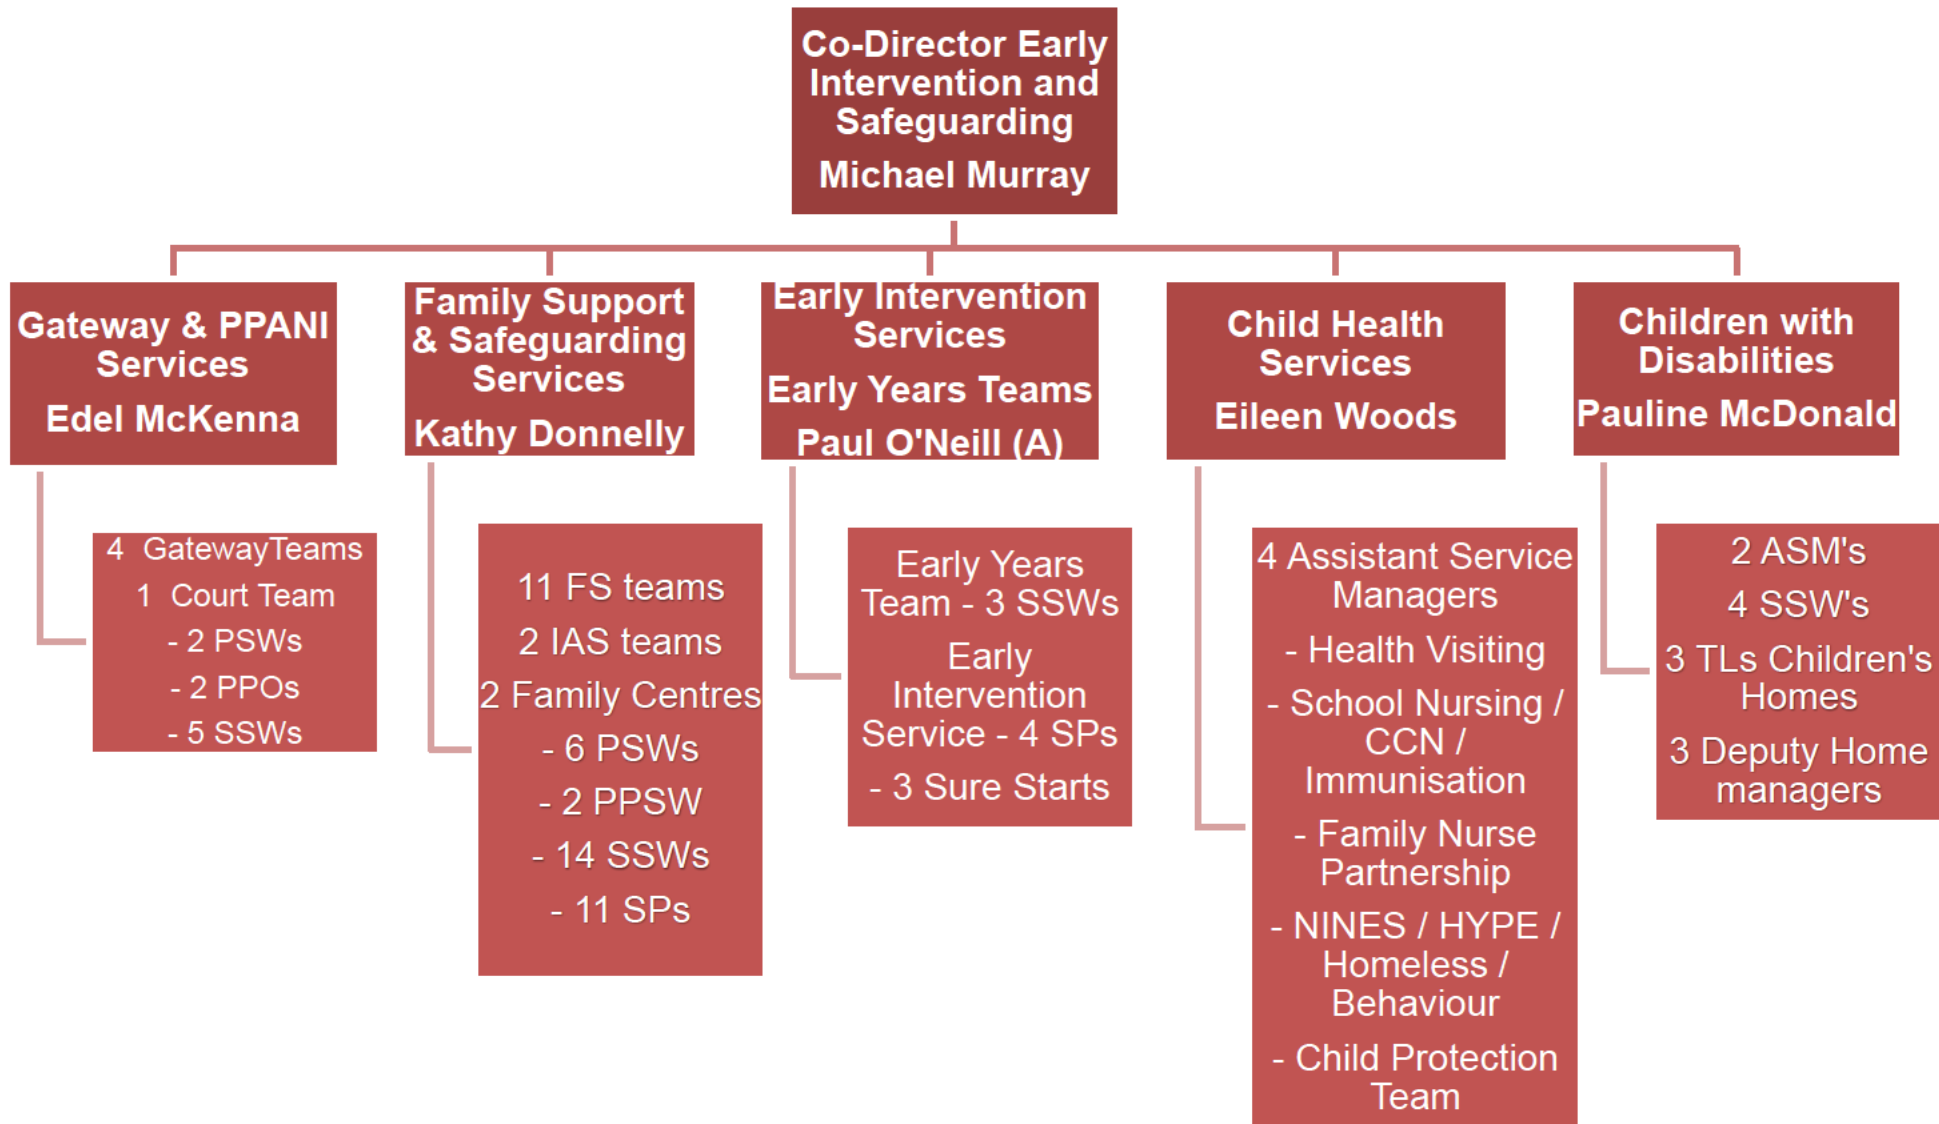 Co-Director Early
Intervention and
Safeguarding
Michael Murray
Gateway & PPANI
Services
Edel McKenna
4  GatewayTeams
1  Court Team
- 2 PSWs
- 2 PPOs
- 5 SSWs
Family Support
& Safeguarding
Services
Kathy Donnelly
11 FS teams
2 IAS teams
2 Family Centres
- 6 PSWs
- 2 PPSW
- 14 SSWs
- 11 SPs
Early Intervention
Services
Early Years Teams
Paul O'Neill (A)
Early Years
Team - 3 SSWs
Early
Intervention
Service - 4 SPs
- 3 Sure Starts
Child Health
Services
Eileen Woods
4 Assistant Service
Managers
- Health Visiting
- School Nursing /
CCN /
Immunisation
- Family Nurse
Partnership
- NINES / HYPE /
Homeless /
Behaviour
- Child Protection
Team
Children with
Disabilities
Pauline McDonald
2 ASM's
4 SSW's
3 TLs Children's
Homes
3 Deputy Home
managers